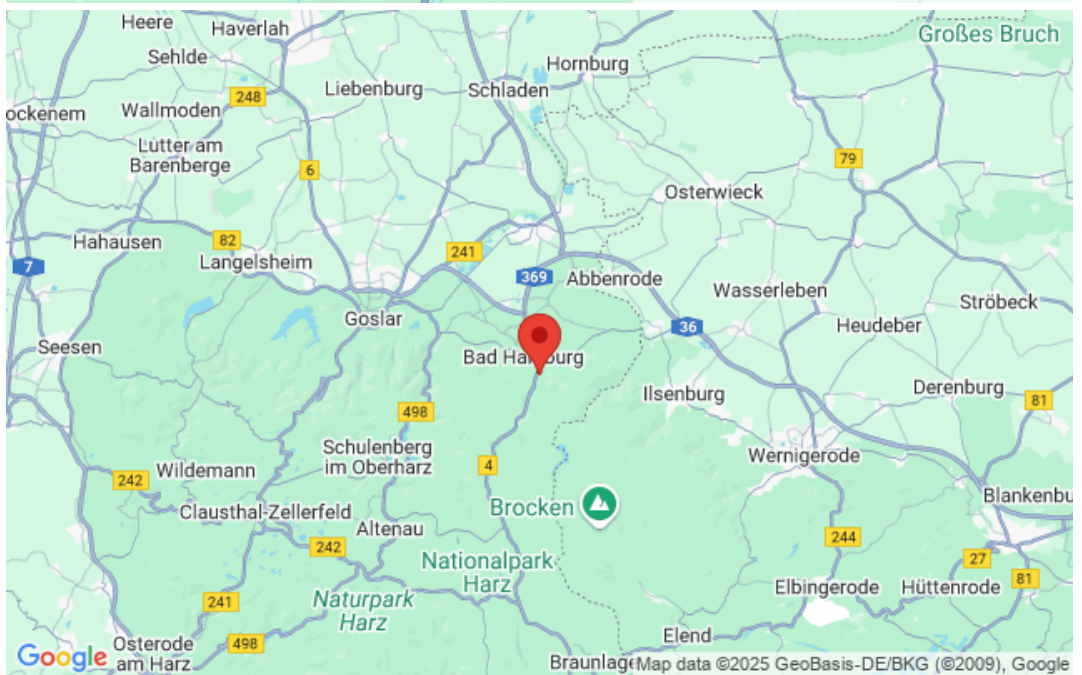 Heere
Haverlah
Großes Bruch
Sehlde
Hornburg
248
Liebenburg
Schladen
ockenem
Wallmoden
Lutter am
Barenberge
6
79
Osterwieck
Hahausen
82
241
Langelsheim
7
369
Abbenrode
Wasserleben
Ströbeck
Goslar
36
Heudeber
Seesen
Bad Ha
burg
Ilsenburg
Derenburg
81
498
Schulenberg
im Oberharz
Wernigerode
4
242
Wildemann
Blankenbu
Brocken
Clausthal-Zellerfeld
Altenau
244
242
Nationalpark
Harz
27
81
Elbingerode
Hüttenrode
241
Naturpark
Harz
498
Osterode
am Harz
Elend
Google
Braunlage
Map data ©2025 GeoBasis-DE/BKG (©2009), Google